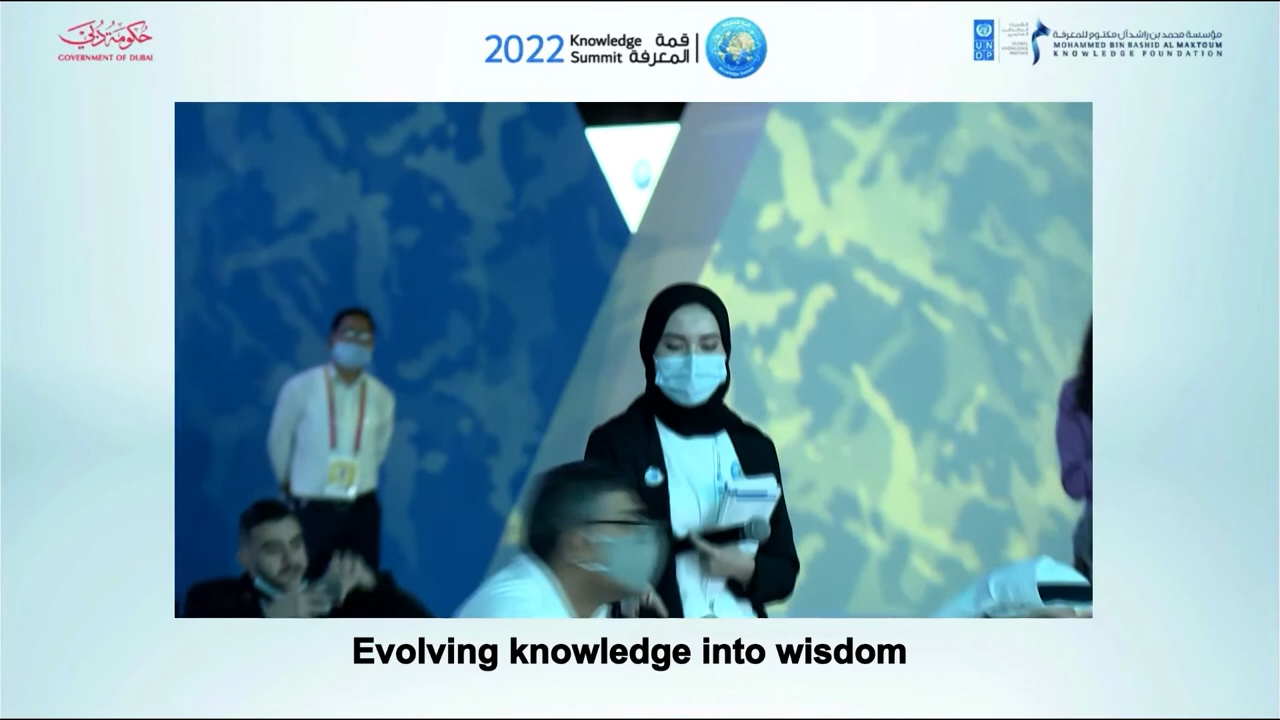 حكومة دبي
GOVERNMENT OF DUBAI
2022 Knowledge Summit
قمة المعرفة
U N
D P
مؤسسة محمد بن راشد آل مكتوم للمعرفة
MOHAMMED BIN RASHID AL MAKTOUM
KNOWLEDGE FOUNDATION
Evolving knowledge into wisdom